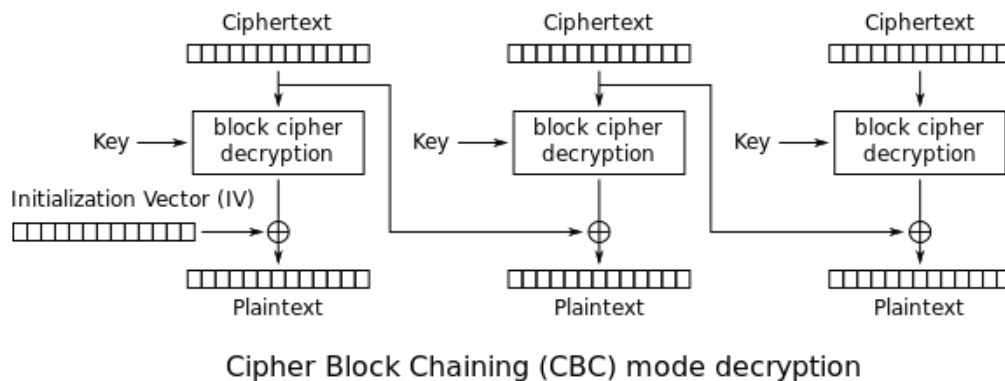 Ciphertext
Ciphertext
Ciphertext
Key
block cipher
decryption
Key
block cipher
decryption
Key
block cipher
decryption
Initialization Vector (IV)
Plaintext
Plaintext
Plaintext
Cipher Block Chaining (CBC) mode decryption